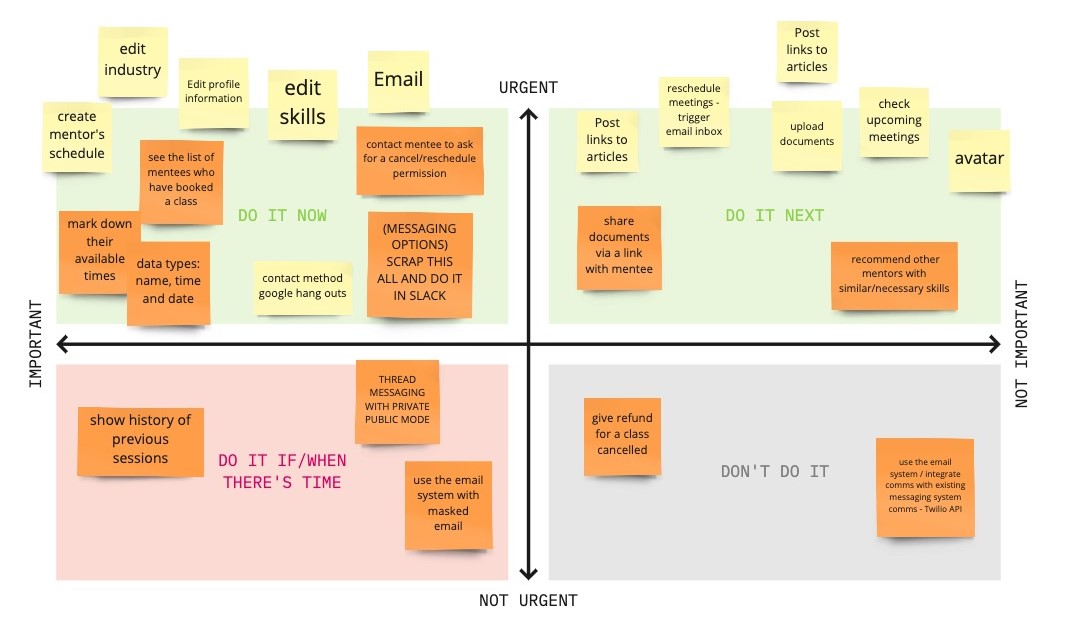 edit
industry
Edit profile
information
edit
skills
Email
create
mentor's
schedule
see the list of
mentees who
have booked
a class
contact mentee to ask
for a cancel/reschedule
permission
mark down
their
available
times
data types:
name, time
and date
DO IT NOW
contact method
google hang outs
(MESSAGING
OPTIONS)
SCRAP THIS
ALL AND DO IT
IN SLACK
URGENT
Post
links to
articles
reschedule
meetings -
trigger
email inbox
Post
links to
articles
upload
documents
check
upcoming
meetings
avatar
DO IT NEXT
share
documents
via a link
with mentee
recommend other
mentors with
similar/necessary skills
IMPORTANT
NOT IMPORTANT
show history of
previous
sessions
THREAD
MESSAGING
WITH PRIVATE
PUBLIC MODE
DO IT IF/WHEN
THERE'S TIME
use the email
system with
masked
email
give refund
for a class
cancelled
DON'T DO IT
use the email
system / integrate
comms with existing
messaging system
comms - Twilio API
NOT URGENT